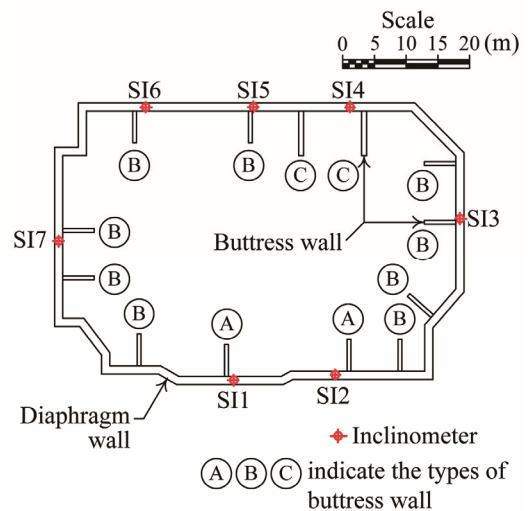 Scale
0 5 10 20 (m)
SI6 SI5 SI4
B B C C B
SI3
SI7 B Buttress wall B
B B
B A A B
SI1 SI2
Diaphragm
wall
Inclinometer
A B C indicate the types of
buttress wall